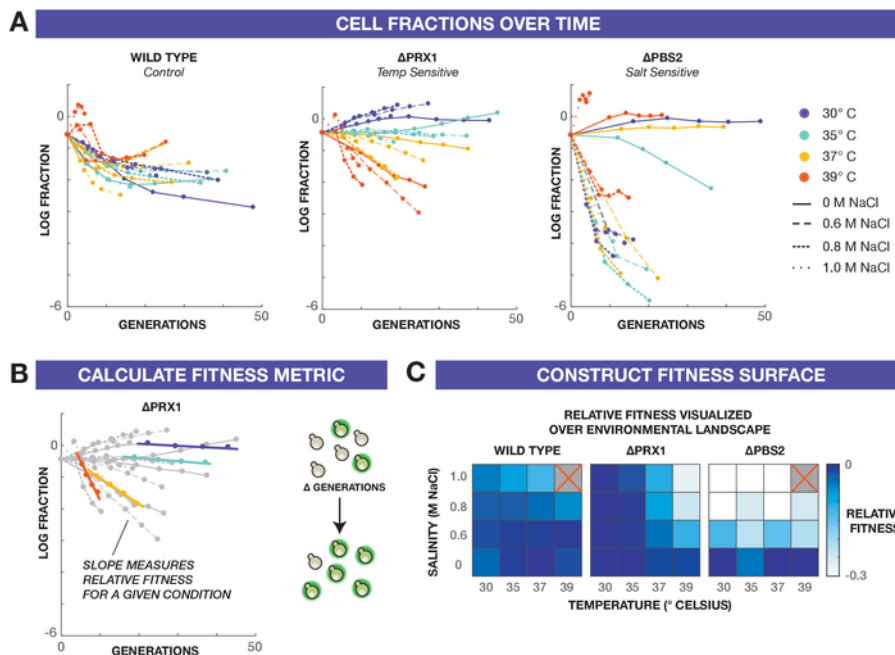 A
CELL FRACTIONS OVER TIME
WILD TYPE
Control
ΔPRX1
Temp Sensitive
ΔPBS2
Salt Sensitive
0
LOG FRACTION
-6
0
GENERATIONS
50
0
LOG FRACTION
-6
0
GENERATIONS
50
0
LOG FRACTION
-6
0
GENERATIONS
50
30° C
35° C
37° C
39° C
0 M NaCl
0.6 M NaCl
0.8 M NaCl
1.0 M NaCl
B
CALCULATE FITNESS METRIC
ΔPRX1
0
LOG FRACTION
-6
0
GENERATIONS
50
SLOPE MEASURES
RELATIVE FITNESS
FOR A GIVEN CONDITION
Δ GENERATIONS
C
CONSTRUCT FITNESS SURFACE
RELATIVE FITNESS VISUALIZED
OVER ENVIRONMENTAL LANDSCAPE
WILD TYPE
ΔPRX1
ΔPBS2
SALINITY (M NaCl)
1.0
0.8
0.6
0
30 35 37 39
30 35 37 39
30 35 37 39
TEMPERATURE (° CELSIUS)
0
RELATIVE
FITNESS
-0.3